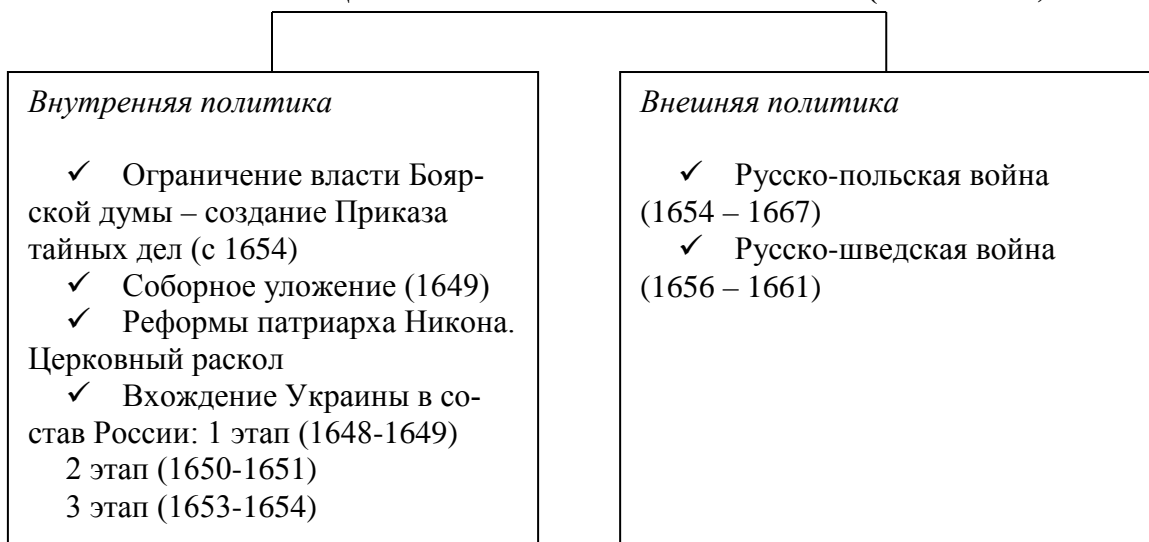 Внутренняя политика
✓ Ограничение власти Бояр-
ской думы – создание Приказа
тайных дел (с 1654)
✓ Соборное уложение (1649)
✓ Реформы патриарха Никона.
Церковный раскол
✓ Вхождение Украины в со-
став России: 1 этап (1648-1649)
2 этап (1650-1651)
3 этап (1653-1654)
Внешняя политика
✓ Русско-польская война
(1654 – 1667)
✓ Русско-шведская война
(1656 – 1661)